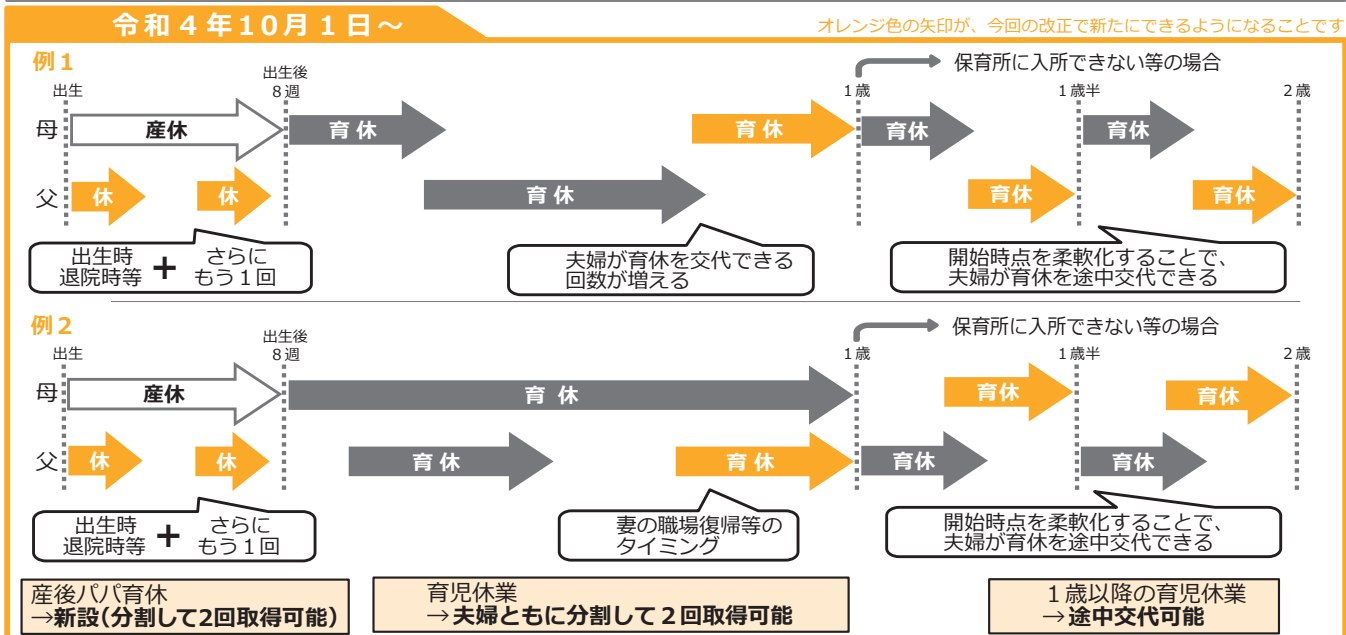 令和４年10月１日～
オレンジ色の矢印が、今回の改正で新たにできるようになることです
例１
出生
出生後
８週
１歳
保育所に入所できない等の場合
１歳半
２歳
母
産休
育休
育休
育休
育休
父
休
休
育休
育休
育休
出生時
退院時等
＋
さらに
もう１回
夫婦が育休を交代できる
回数が増える
開始時点を柔軟化することで、
夫婦が育休を途中交代できる
例２
出生
出生後
８週
１歳
保育所に入所できない等の場合
１歳半
２歳
母
産休
育休
育休
育休
父
休
休
育休
育休
育休
育休
出生時
退院時等
＋
さらに
もう１回
妻の職場復帰等の
タイミング
開始時点を柔軟化することで、
夫婦が育休を途中交代できる
産後パパ育休
→新設(分割して2回取得可能)
育児休業
→夫婦ともに分割して２回取得可能
１歳以降の育児休業
→途中交代可能